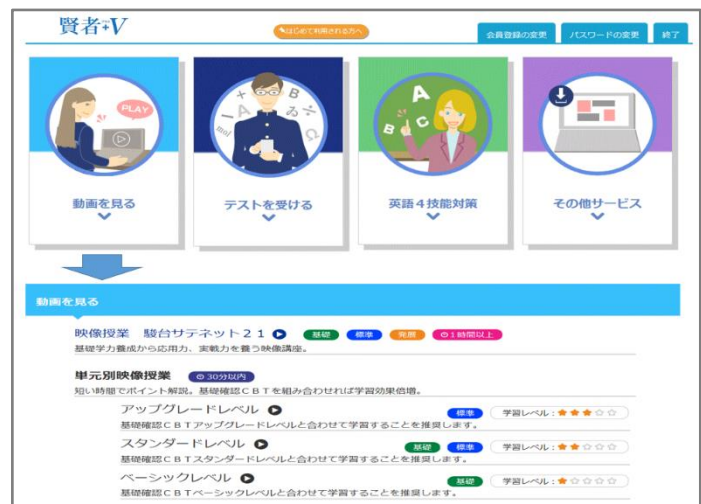 賢者+V
はじめて利用される方へ
会員登録の変更 パスワードの変更 終了
PLAY
動画を見る
テストを受ける
英語4技能対策
その他サービス
動画を見る
映像授業 駿台サテネット21 基礎 標準 発展 1時間以上
基礎学力養成から応用力、実戦力を養う映像講座。
単元別映像授業 30分以内
短い時間でポイント解説。基礎確認CBTを組み合わせれば学習効果倍増。
アップグレードレベル 標準 学習レベル:★★★☆☆
基礎確認CBTアップグレードレベルと合わせて学習することを推奨します。
スタンダードレベル 基礎 標準 学習レベル:★★☆☆☆
基礎確認CBTスタンダードレベルと合わせて学習することを推奨します。
ベーシックレベル 基礎 学習レベル:★☆☆☆☆
基礎確認CBTベーシックレベルと合わせて学習することを推奨します。